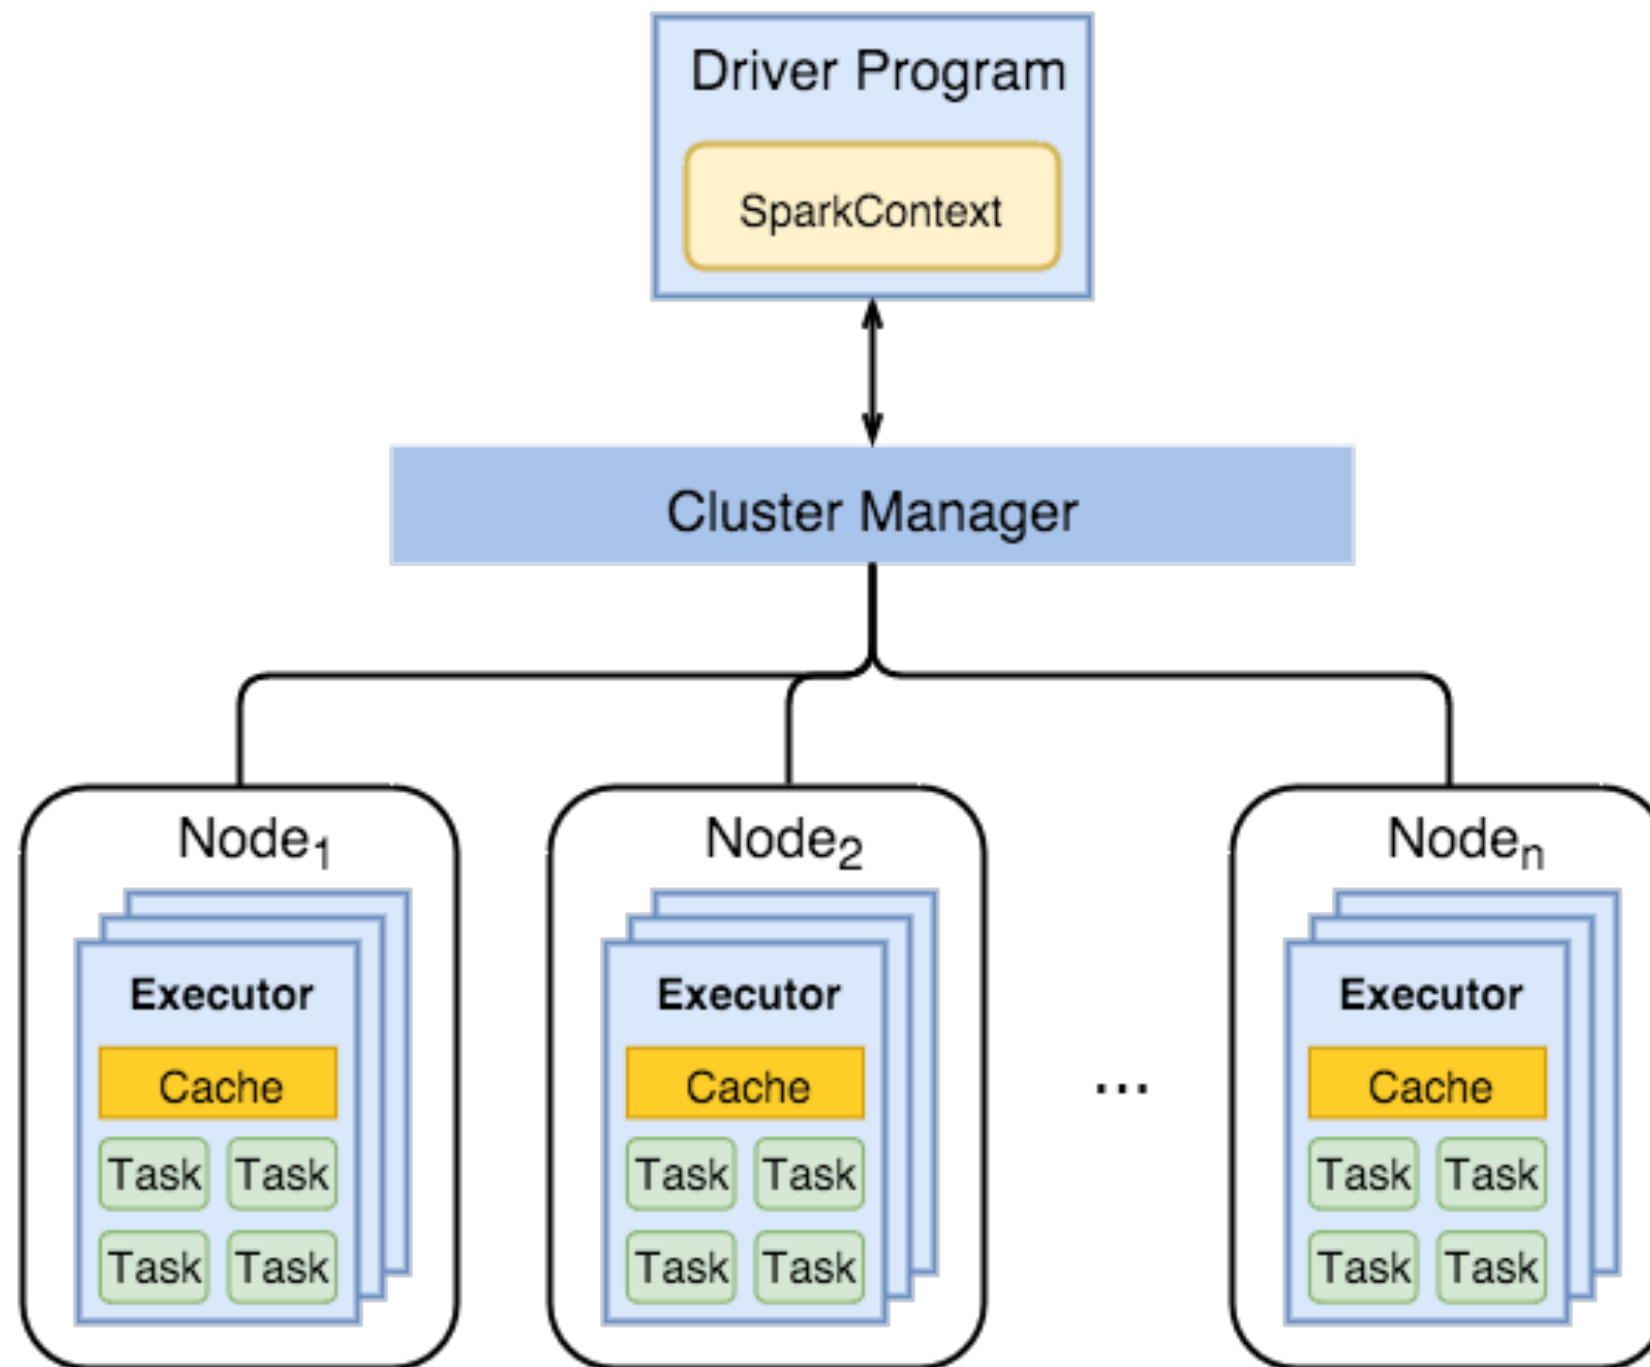 Driver Program
SparkContext
Cluster Manager
Node₁
Executor
Cache
Task Task
Task Task
Node₂
Executor
Cache
Task Task
Task Task
...
Nodeₙ
Executor
Cache
Task Task
Task Task